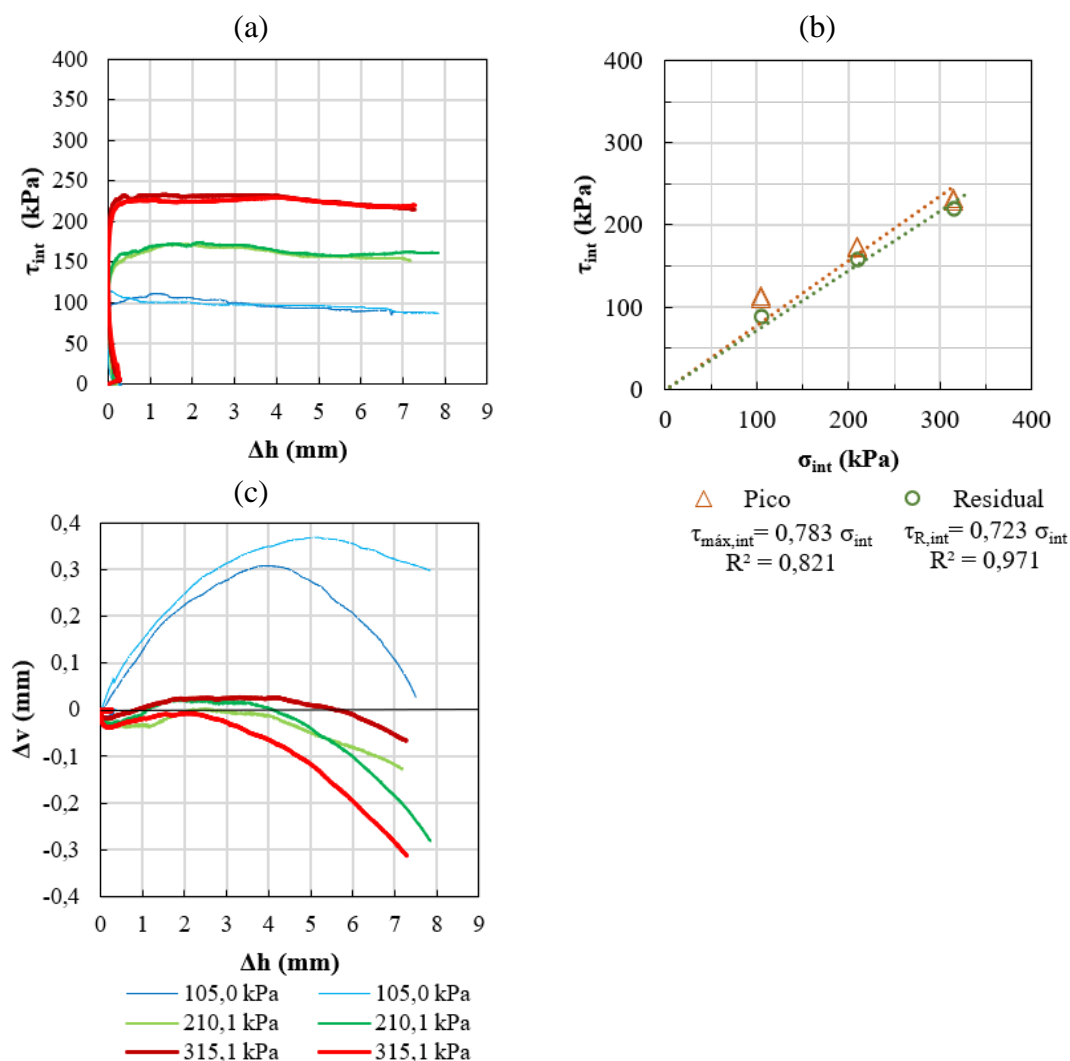 (a)
400
350
300
250
200
150
100
50
0
τint (kPa)
0 1 2 3 4 5 6 7 8 9
Δh (mm)
(b)
400
300
200
100
0
τint (kPa)
0 100 200 300 400
σint (kPa)
Pico Residual
τmáx,int= 0,783 σint τR,int= 0,723 σint
R² = 0,821 R² = 0,971
(c)
0,4
0,3
0,2
0,1
0
-0,1
-0,2
-0,3
-0,4
Δv (mm)
0 1 2 3 4 5 6 7 8 9
Δh (mm)
105,0 kPa 105,0 kPa
210,1 kPa 210,1 kPa
315,1 kPa 315,1 kPa